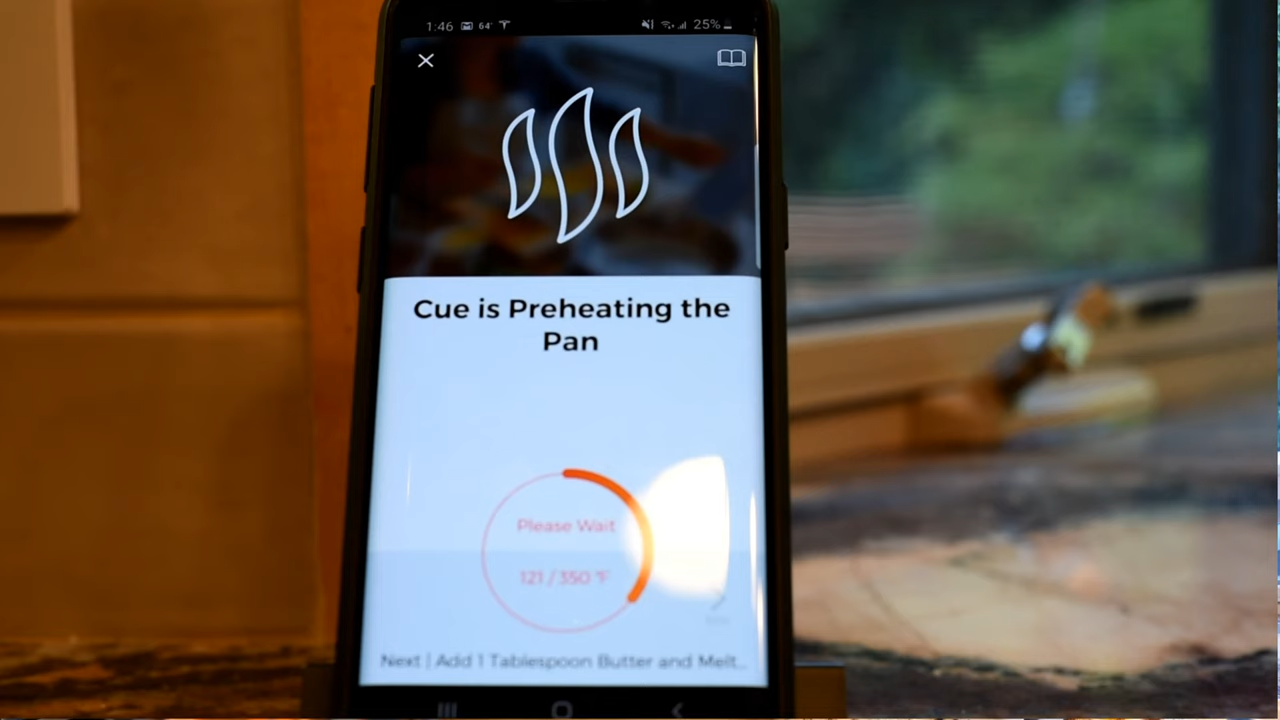 1:46 64° 25%
Cue is Preheating the
Pan
Please Wait
121 / 350 °F
Next | Add 1 Tablespoon Butter and Melt...